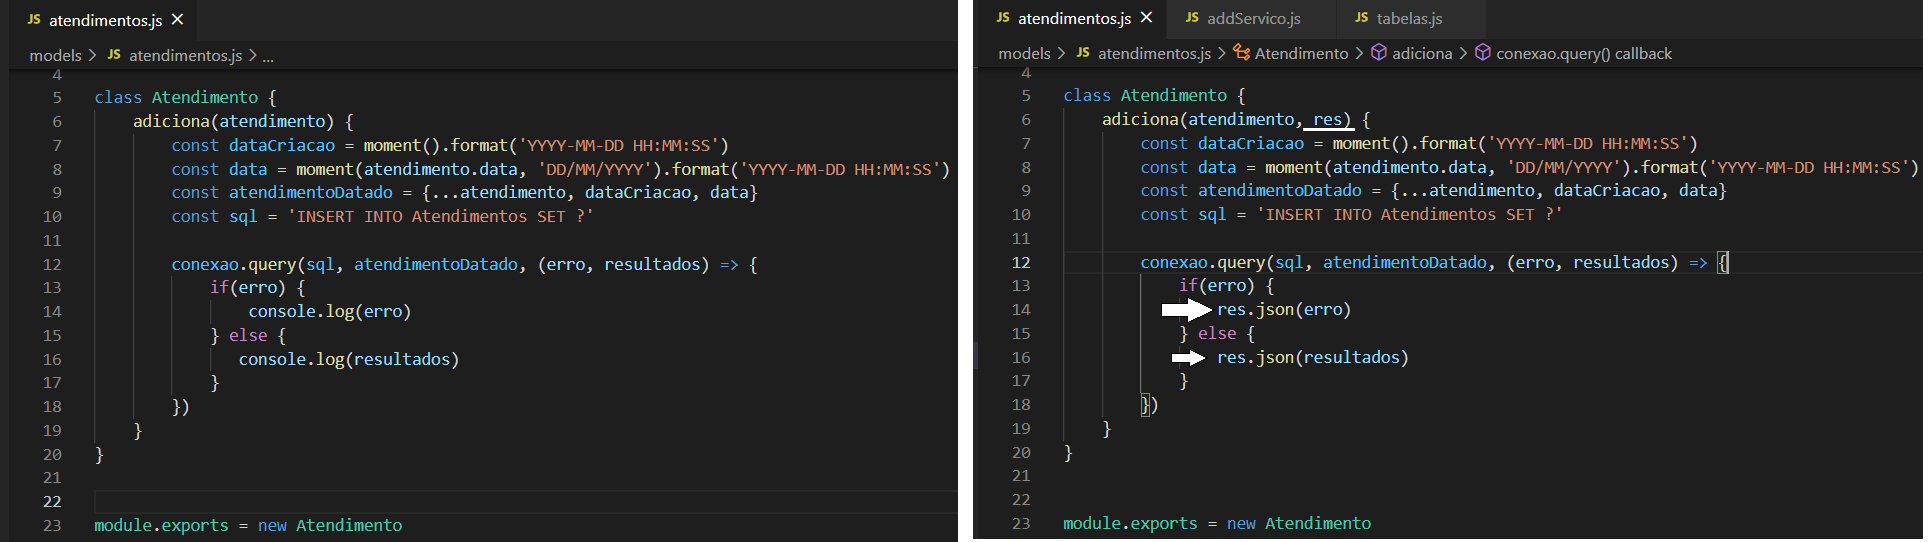 JS atendimentos.js ×
models > JS atendimentos.js > ...
4
5 class Atendimento {
6 adiciona(atendimento) {
7 const dataCriacao = moment().format('YYYY-MM-DD HH:MM:SS')
8 const data = moment(atendimento.data, 'DD/MM/YYYY').format('YYYY-MM-DD HH:MM:SS')
9 const atendimentoDatado = {...atendimento, dataCriacao, data}
10 const sql = 'INSERT INTO Atendimentos SET ?'
11
12 conexao.query(sql, atendimentoDatado, (erro, resultados) => {
13 if(erro) {
14 console.log(erro)
15 } else {
16 console.log(resultados)
17 }
18 })
19 }
20 }
21
22
23 module.exports = new Atendimento
JS atendimentos.js × JS addServico.js JS tabelas.js
models > JS atendimentos.js > Atendimento > adiciona > conexao.query() callback
4
5 class Atendimento {
6 adiciona(atendimento, res) {
7 const dataCriacao = moment().format('YYYY-MM-DD HH:MM:SS')
8 const data = moment(atendimento.data, 'DD/MM/YYYY').format('YYYY-MM-DD HH:MM:SS')
9 const atendimentoDatado = {...atendimento, dataCriacao, data}
10 const sql = 'INSERT INTO Atendimentos SET ?'
11
12 conexao.query(sql, atendimentoDatado, (erro, resultados) => {
13 if(erro) {
14 res.json(erro)
15 } else {
16 res.json(resultados)
17 }
18 })
19 }
20 }
21
22
23 module.exports = new Atendimento